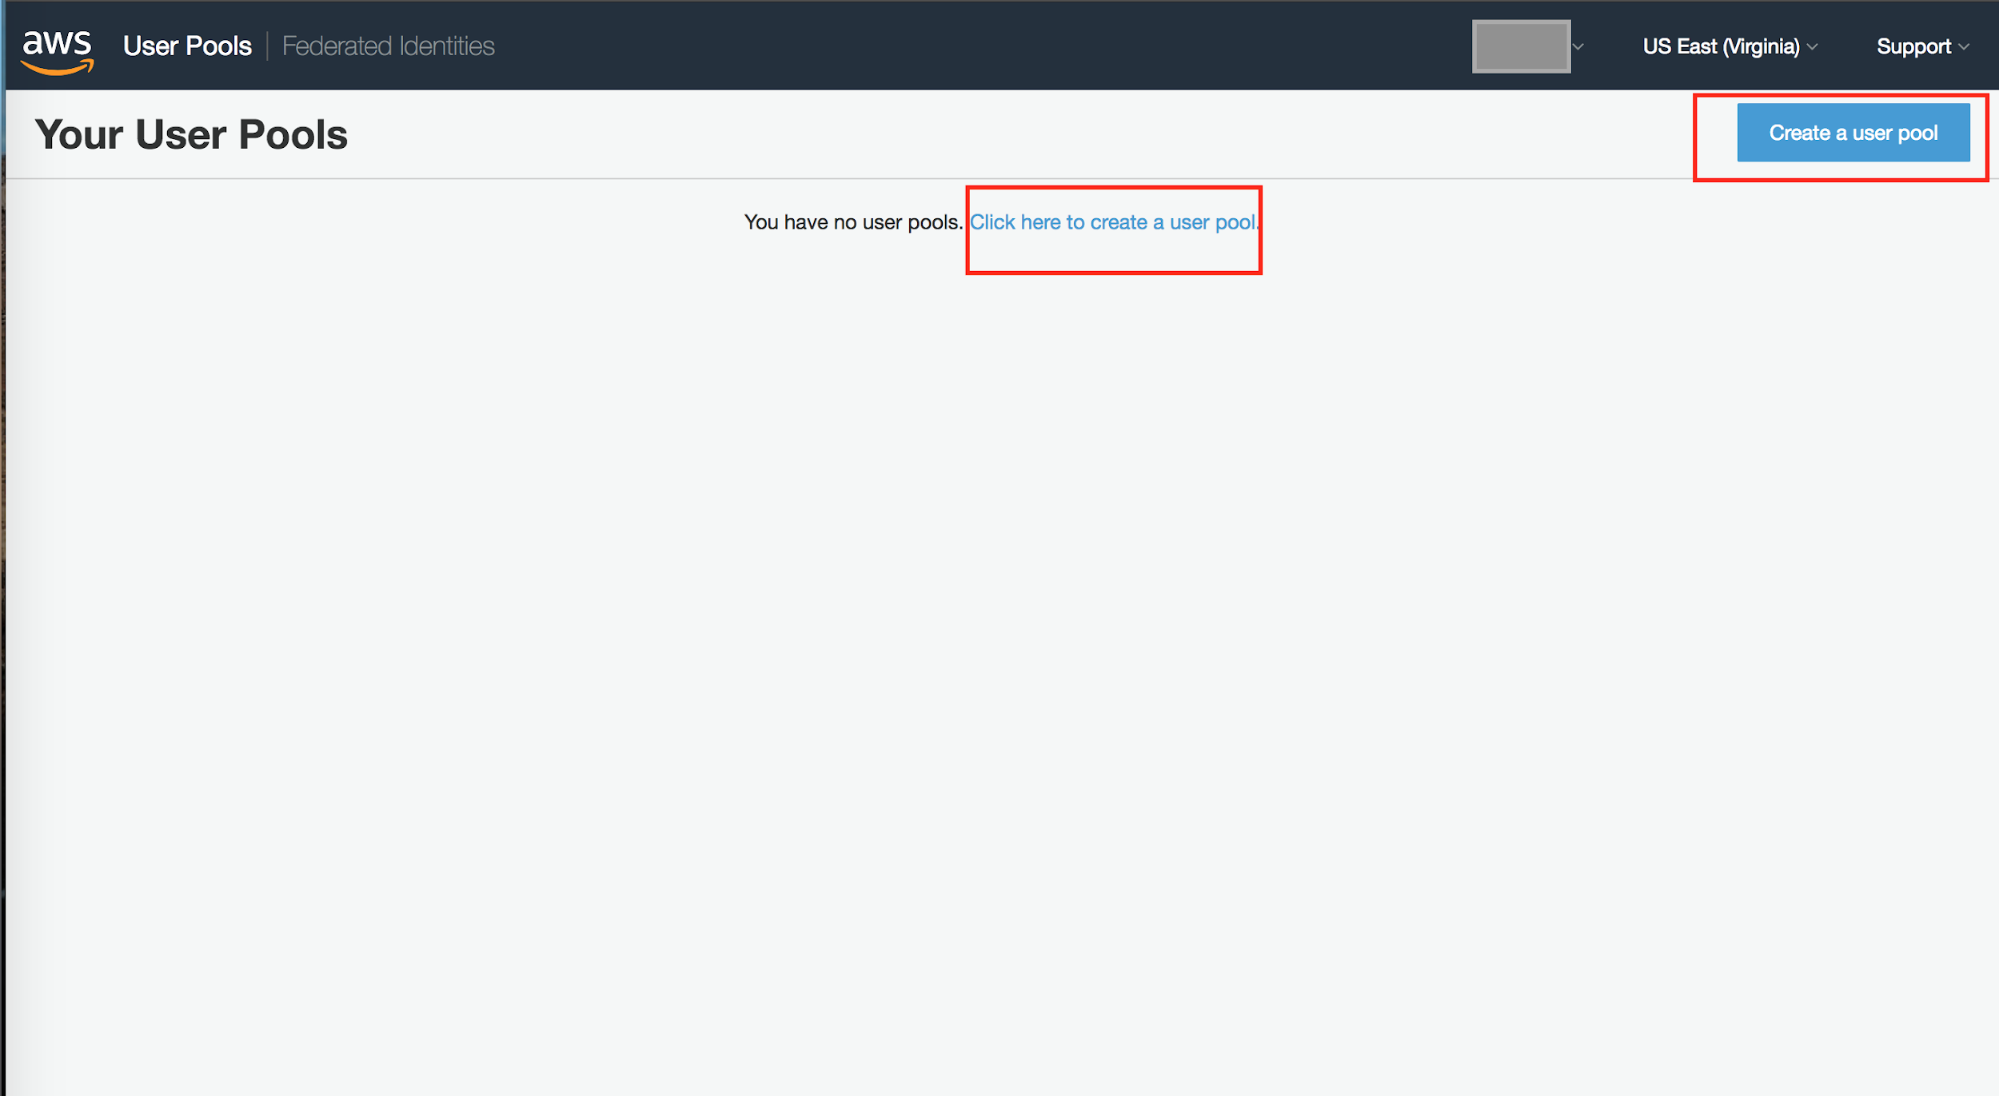 aws User Pools Federated Identities US East (Virginia) Support
Your User Pools Create a user pool
You have no user pools. Click here to create a user pool.